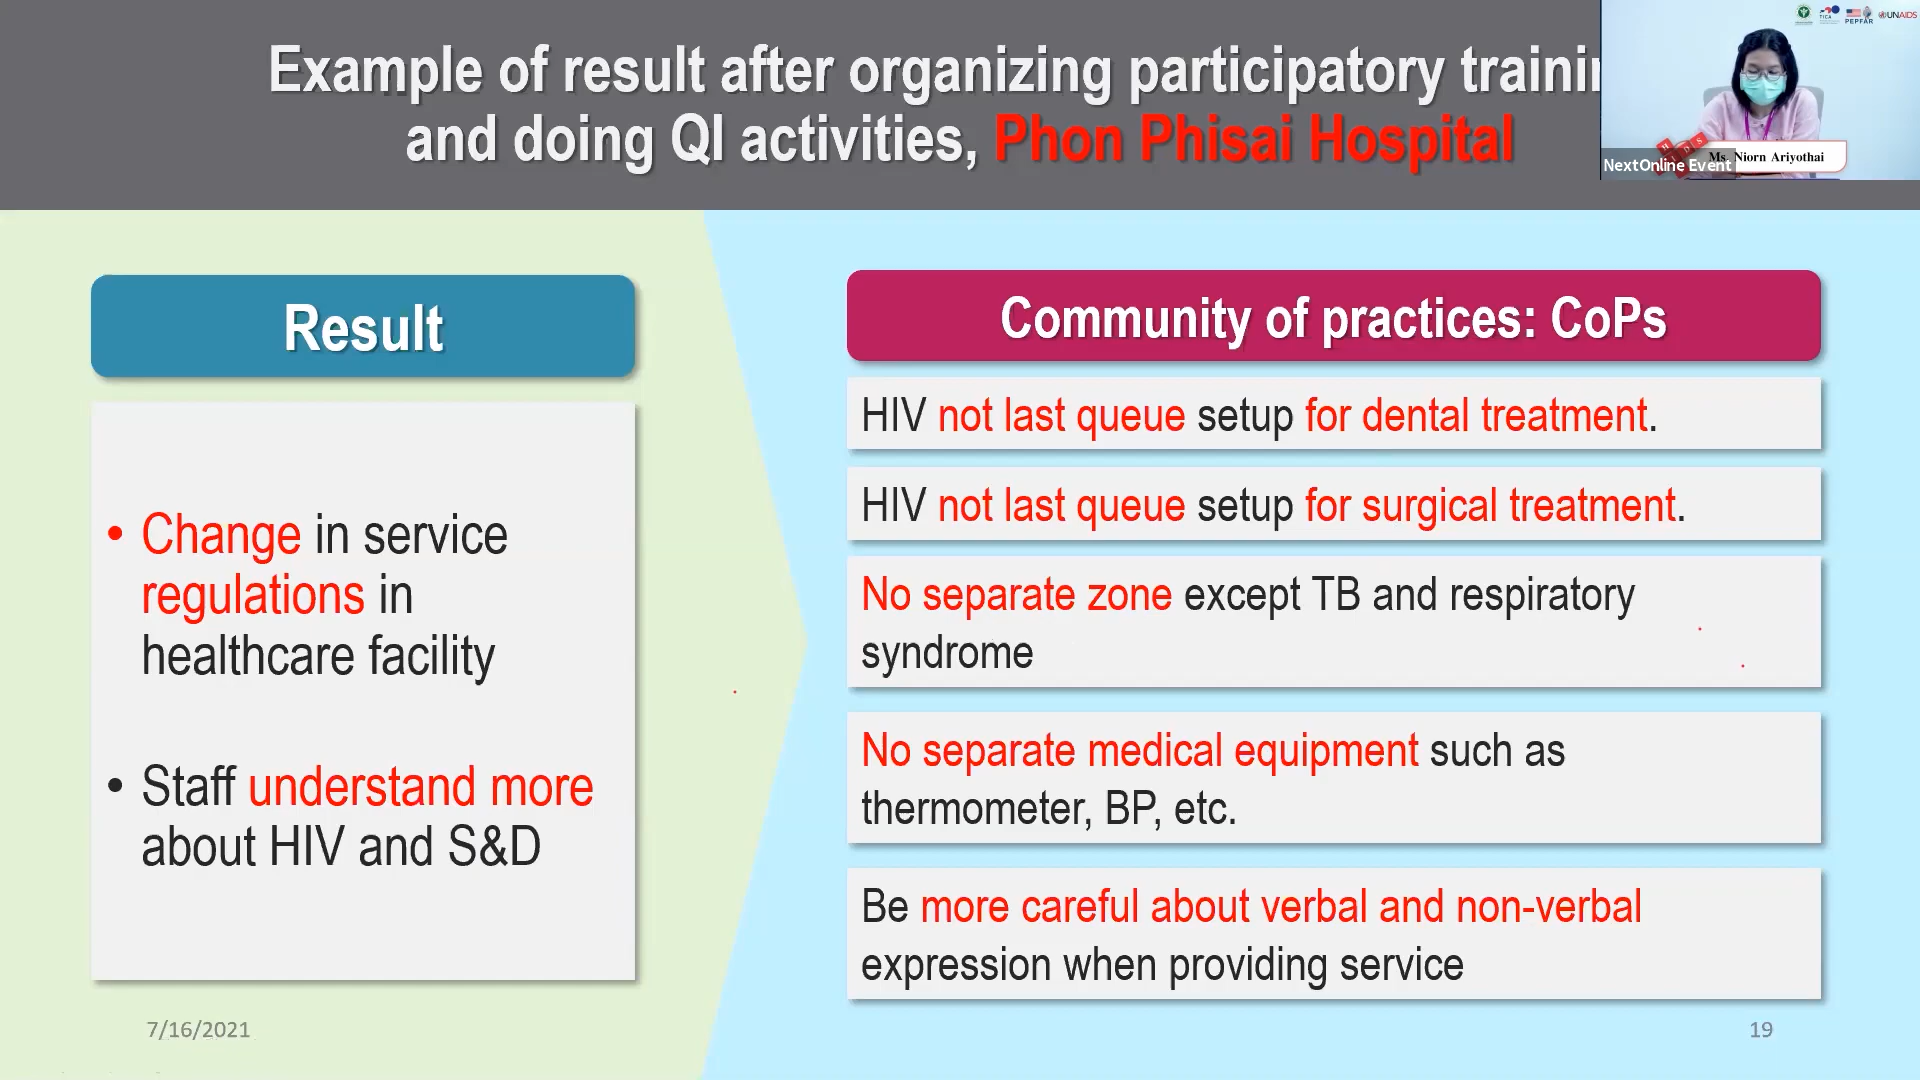 Example of result after organizing participatory trainin
and doing QI activities, Phon Phisai Hospital
TICA
PEPFAR
UNAIDS
Ms. Niorn Ariyothai
NextOnline Event
Result
• Change in service
regulations in
healthcare facility
• Staff understand more
about HIV and S&D
Community of practices: CoPs
HIV not last queue setup for dental treatment.
HIV not last queue setup for surgical treatment.
No separate zone except TB and respiratory
syndrome
No separate medical equipment such as
thermometer, BP, etc.
Be more careful about verbal and non-verbal
expression when providing service
7/16/2021
19